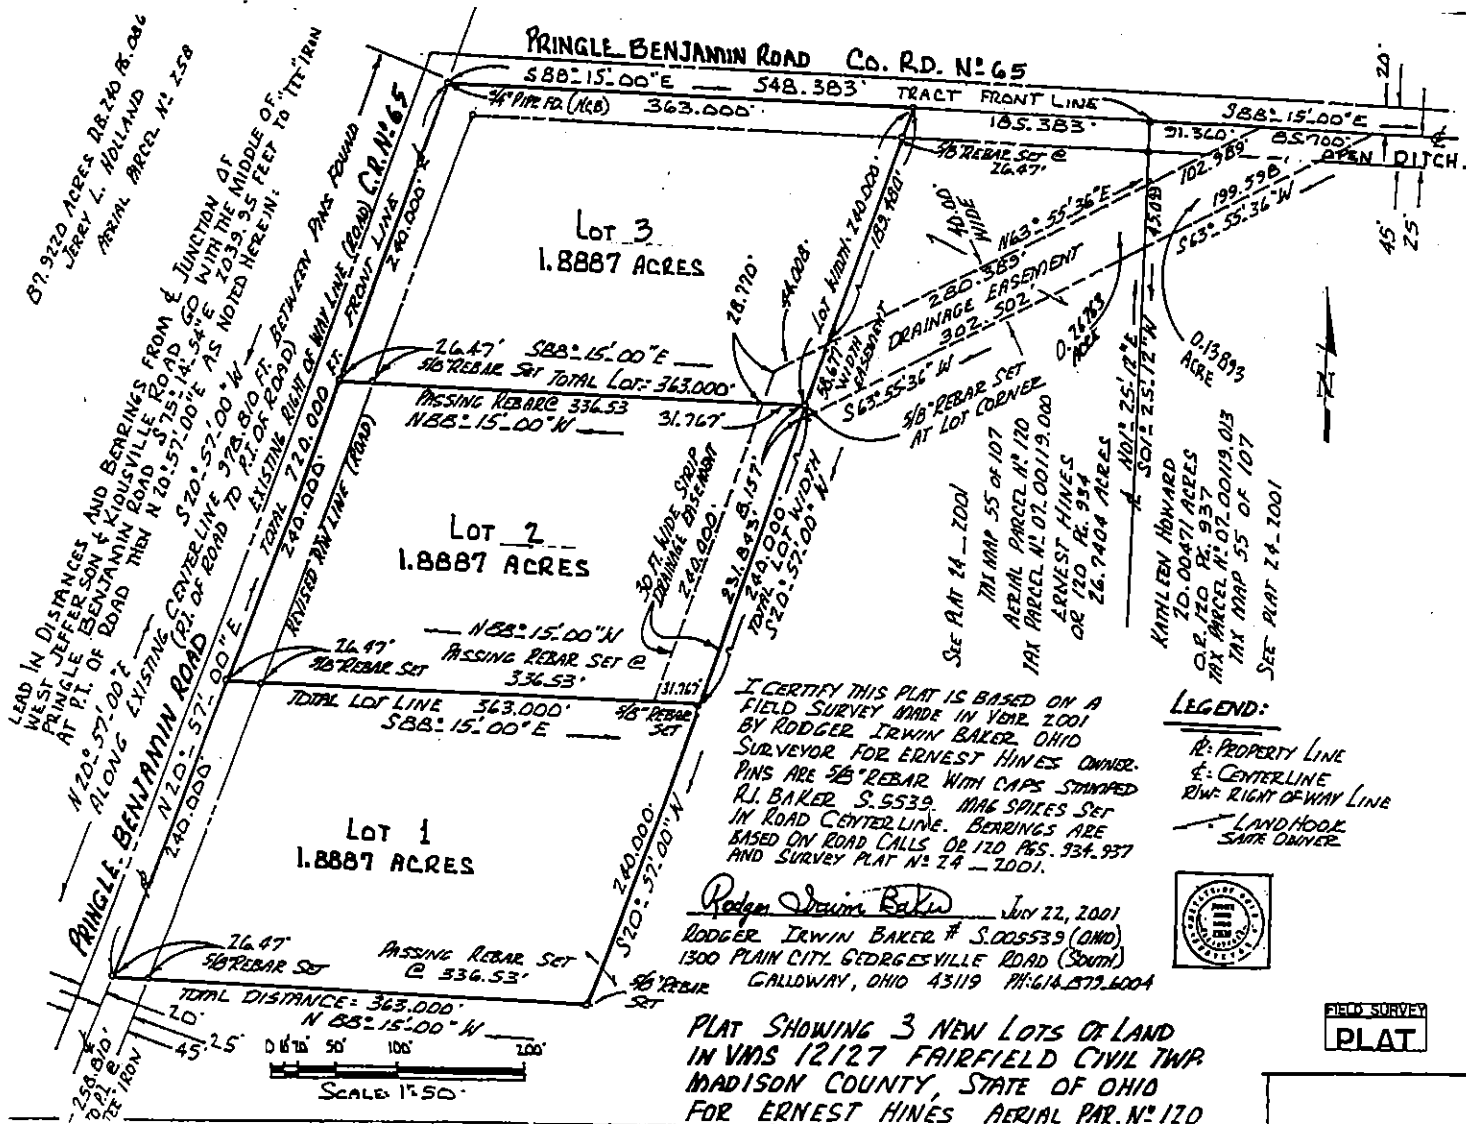 PRINGLE-BENJAMIN ROAD CO. RD. Nº 65
S88°-15'-00"E 548.383'
3/4" PIPE FD. (MCB) 363.000'
TRACT FRONT LINE
185.383'
S88°-15'-00"E
91.360' 85.700'
OPEN DITCH
20'
45'
25'
87.9220 ACRES D.B. 240 PG. 086
JERRY L. HOLLAND
AERIAL PARCEL Nº 258
LEAD IN DISTANCES AND BEARINGS FROM ℄ JUNCTION OF
WEST JEFFERSON & KIOUSVILLE ROAD GO WITH THE MIDDLE OF
PRINGLE BENJAMIN ROAD S75°-14'-54"E 2039.95 FEET TO "TEE" IRON
AT P.I. OF ROAD THEN N20°-57'-00"E AS NOTED HEREIN:
N20°-57'-00"E S20°-57'-00"W BETWEEN PINS FOUND
ALONG EXISTING CENTERLINE 978.810 FT.
(P.I. OF ROAD TO P.I. OF ROAD)
EXISTING RIGHT OF WAY LINE (ROAD) C.R. Nº 65
PRINGLE-BENJAMIN ROAD
N20°-57'-00"E TOTAL 720.000 FT. FRONT LINE
240.000'
240.000'
240.000'
REVISED R/W LINE (ROAD)
5/8" REBAR SET @
26.47'
LOT 3
1.8887 ACRES
LOT WIDTH 240.000'
189.480'
28.770'
44.008'
58.677'
WIDTH
EASEMENT
40.00'
WIDE
N63°-55'-36"E
102.989'
280.389'
DRAINAGE EASEMENT
302.502'
199.598'
S63°-55'-36"W
S63°-55'-36"W
45.09'
0.26763
ACRE
0.13893
ACRE
5/8" REBAR SET
AT LOT CORNER
℄ N01°-25'-12"E
S01°-25'-12"W
N
26.47' S88°-15'-00"E
5/8" REBAR SET TOTAL LOT: 363.000'
PASSING REBAR @ 336.53
N88°-15'-00"W 31.767'
LOT 2
1.8887 ACRES
30 FT. WIDE STRIP
DRAINAGE EASEMENT
240.000'
231.843' 8.157'
240.000'
TOTAL LOT WIDTH
S20°-57'-00"W
SEE PLAT 24-2001
TAX MAP 55 OF 107
AERIAL PARCEL Nº 120
TAX PARCEL Nº 07-00119.000
ERNEST HINES
OR 120 PG. 934
26.7404 ACRES
KATHLEEN HOWARD
20.00471 ACRES
O.R. 120 PG. 937
TAX PARCEL Nº 07-00119.013
TAX MAP 55 OF 107
SEE PLAT 24-2001
N88°-15'-00"W
26.47'
5/8" REBAR SET
PASSING REBAR SET @
336.53'
31.767'
TOTAL LOT LINE 363.000'
S88°-15'-00"E
5/8" REBAR
SET
LOT 1
1.8887 ACRES
240.000'
S20°-57'-00"W
26.47'
5/8" REBAR SET
PASSING REBAR SET
@ 336.53'
5/8" REBAR
SET
TOTAL DISTANCE = 363.000'
N 88°-15'-00"W
20'
25'
45'
258.810'
TO P.I. @
TEE IRON
0 10 20' 50' 100' 200'
SCALE: 1"=50'
I CERTIFY THIS PLAT IS BASED ON A
FIELD SURVEY MADE IN YEAR 2001
BY RODGER IRWIN BAKER OHIO
SURVEYOR FOR ERNEST HINES OWNER.
PINS ARE 5/8" REBAR WITH CAPS STAMPED
R.I. BAKER S-5539. MAG SPIKES SET
IN ROAD CENTERLINE. BEARINGS ARE
BASED ON ROAD CALLS OR 120 PGS. 934-937
AND SURVEY PLAT Nº 24-2001.
Rodger Irwin Baker JULY 22, 2001
RODGER IRWIN BAKER # S.005539 (OHIO)
1300 PLAIN CITY GEORGESVILLE ROAD (SOUTH)
GALLOWAY, OHIO 43119 PH: 614-879-6004
LEGEND:
℄: PROPERTY LINE
℄: CENTERLINE
R/W: RIGHT OF WAY LINE
LANDHOOK
SAME OWNER
PLAT SHOWING 3 NEW LOTS OF LAND
IN VMS 12127 FAIRFIELD CIVIL TWP.
MADISON COUNTY, STATE OF OHIO
FOR ERNEST HINES AERIAL PAR. Nº 120
FIELD SURVEY
PLAT